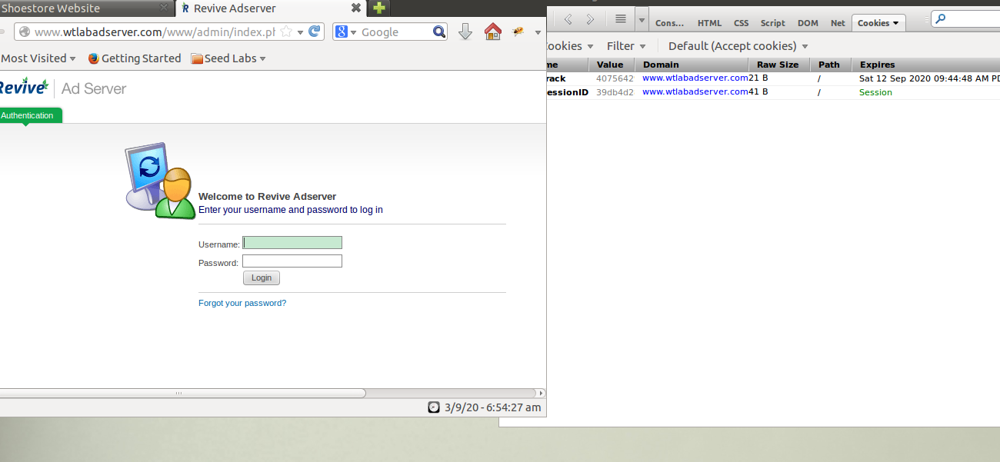 Shoestore Website
Revive Adserver
www.wtlabadserver.com/www/admin/index.ph
Google
Most Visited
Getting Started
Seed Labs
Revive
Ad Server
Authentication
Welcome to Revive Adserver
Enter your username and password to log in
Username:
Password:
Login
Forgot your password?
3/9/20 - 6:54:27 am
Cons... HTML CSS Script DOM Net Cookies
ookies Filter Default (Accept cookies)
me Value Domain Raw Size Path Expires
rack 4075642 www.wtlabadserver.com 21 B / Sat 12 Sep 2020 09:44:48 AM PD
essionID 39db4d2 www.wtlabadserver.com 41 B / Session